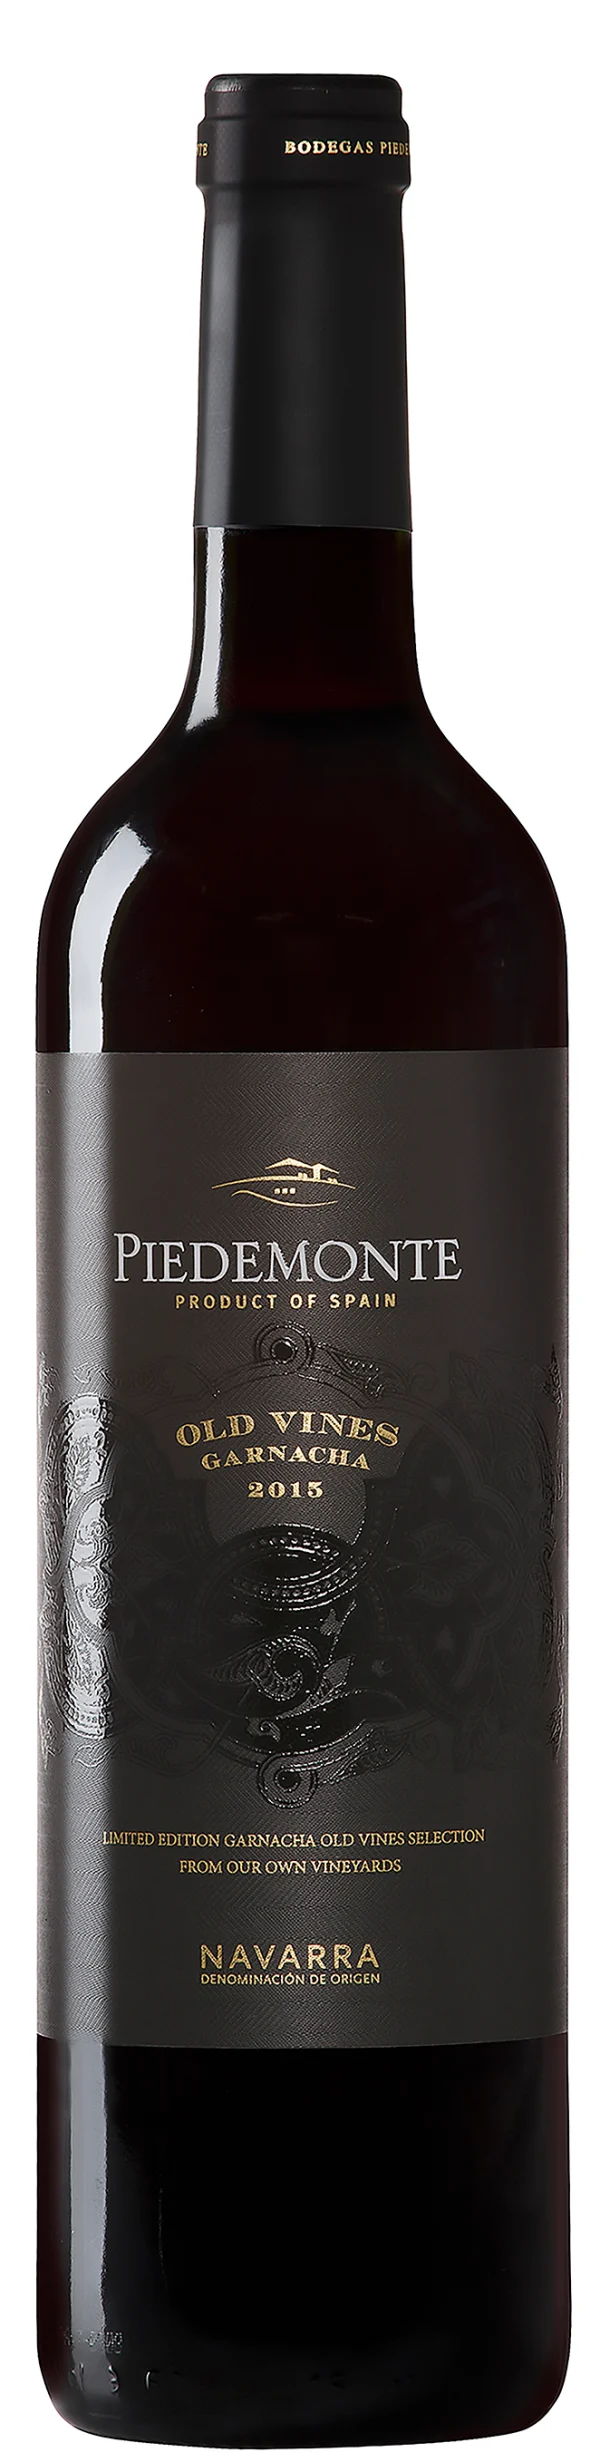 TE BODEGAS PIEDE
PIEDEMONTE
PRODUCT OF SPAIN
OLD VINES
GARNACHA
2015
LIMITED EDITION GARNACHA OLD VINES SELECTION
FROM OUR OWN VINEYARDS
NAVARRA
DENOMINACIÓN DE ORIGEN